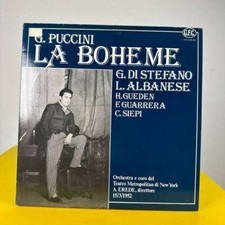 G. PUCCINI
LA BOHEME
GFC
G. DI STEFANO
L. ALBANESE
H. GUEDEN
F. GUARRERA
C. SIEPI
Orchestra e coro del
Teatro Metropolitan di New York
A. EREDE, direttore
15/3/1952